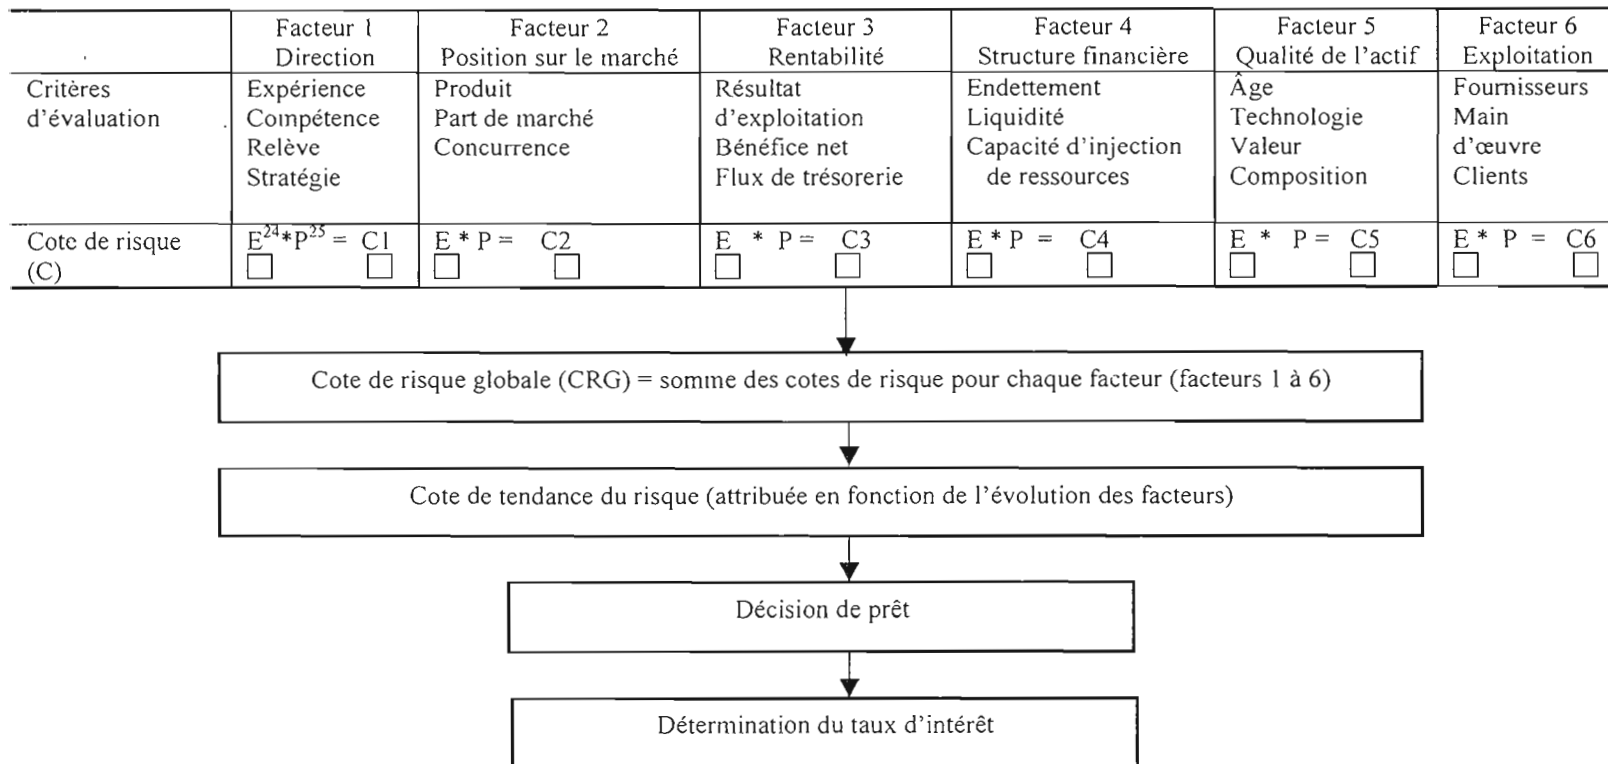 Facteur 1 Facteur 2 Facteur 3 Facteur 4 Facteur 5 Facteur 6
Direction Position sur le marché Rentabilité Structure financière Qualité de l'actif Exploitation
Critères Expérience Produit Résultat Endettement Âge Fournisseurs
d'évaluation Compétence Part de marché d'exploitation Liquidité Technologie Main
Relève Concurrence Bénéfice net Capacité d'injection Valeur d'œuvre
Stratégie Flux de trésorerie de ressources Composition Clients
Cote de risque E²⁴*P²⁵ = C1 E * P = C2 E * P = C3 E * P = C4 E * P = C5 E * P = C6
(C)
Cote de risque globale (CRG) = somme des cotes de risque pour chaque facteur (facteurs 1 à 6)
Cote de tendance du risque (attribuée en fonction de l'évolution des facteurs)
Décision de prêt
Détermination du taux d'intérêt